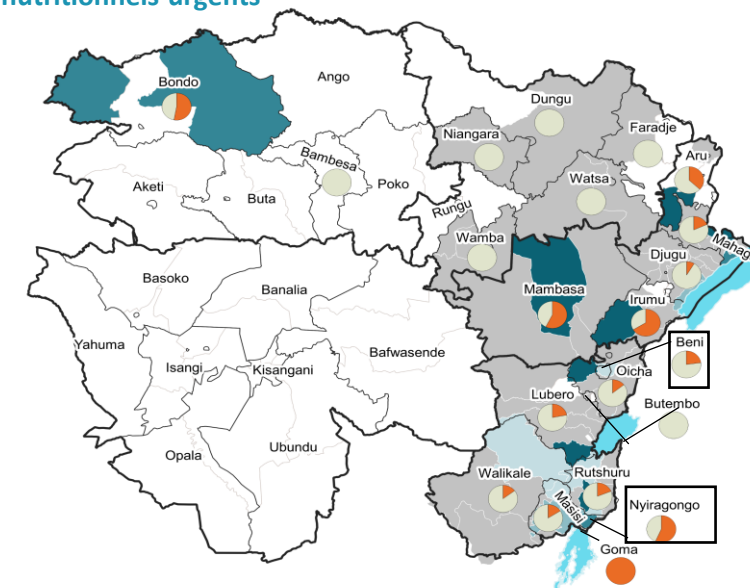 nutritionnels urgents
Bondo
Ango
Dungu
Niangara
Faradje
Aru
Bambesa
Aketi
Buta
Poko
Watsa
Rungu
Wamba
Mahag
Djugu
Basoko
Banalia
Mambasa
Irumu
Yahuma
Bafwasende
Beni
Isangi
Kisangani
Oicha
Lubero
Butembo
Opala
Ubundu
Walikale
Rutshuru
Masisi
Nyiragongo
Goma